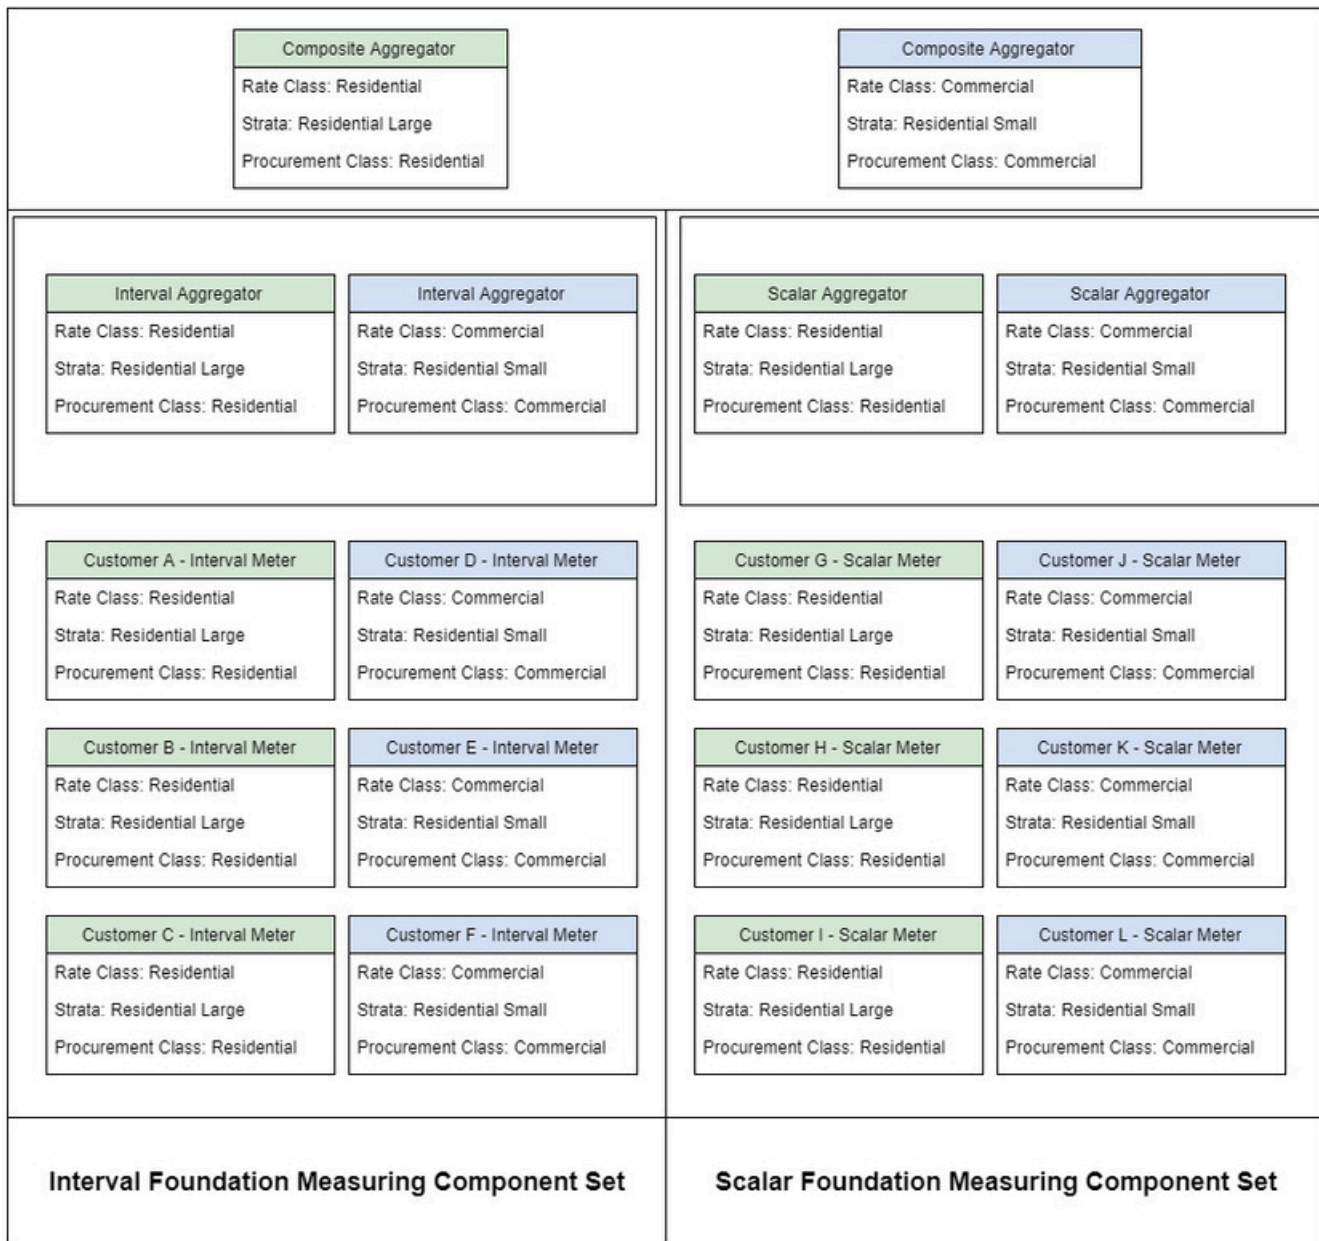 Composite Aggregator
Rate Class: Residential
Strata: Residential Large
Procurement Class: Residential
Composite Aggregator
Rate Class: Commercial
Strata: Residential Small
Procurement Class: Commercial
Interval Aggregator
Rate Class: Residential
Strata: Residential Large
Procurement Class: Residential
Interval Aggregator
Rate Class: Commercial
Strata: Residential Small
Procurement Class: Commercial
Scalar Aggregator
Rate Class: Residential
Strata: Residential Large
Procurement Class: Residential
Scalar Aggregator
Rate Class: Commercial
Strata: Residential Small
Procurement Class: Commercial
Customer A - Interval Meter
Rate Class: Residential
Strata: Residential Large
Procurement Class: Residential
Customer D - Interval Meter
Rate Class: Commercial
Strata: Residential Small
Procurement Class: Commercial
Customer G - Scalar Meter
Rate Class: Residential
Strata: Residential Large
Procurement Class: Residential
Customer J - Scalar Meter
Rate Class: Commercial
Strata: Residential Small
Procurement Class: Commercial
Customer B - Interval Meter
Rate Class: Residential
Strata: Residential Large
Procurement Class: Residential
Customer E - Interval Meter
Rate Class: Commercial
Strata: Residential Small
Procurement Class: Commercial
Customer H - Scalar Meter
Rate Class: Residential
Strata: Residential Large
Procurement Class: Residential
Customer K - Scalar Meter
Rate Class: Commercial
Strata: Residential Small
Procurement Class: Commercial
Customer C - Interval Meter
Rate Class: Residential
Strata: Residential Large
Procurement Class: Residential
Customer F - Interval Meter
Rate Class: Commercial
Strata: Residential Small
Procurement Class: Commercial
Customer I - Scalar Meter
Rate Class: Residential
Strata: Residential Large
Procurement Class: Residential
Customer L - Scalar Meter
Rate Class: Commercial
Strata: Residential Small
Procurement Class: Commercial
Interval Foundation Measuring Component Set
Scalar Foundation Measuring Component Set